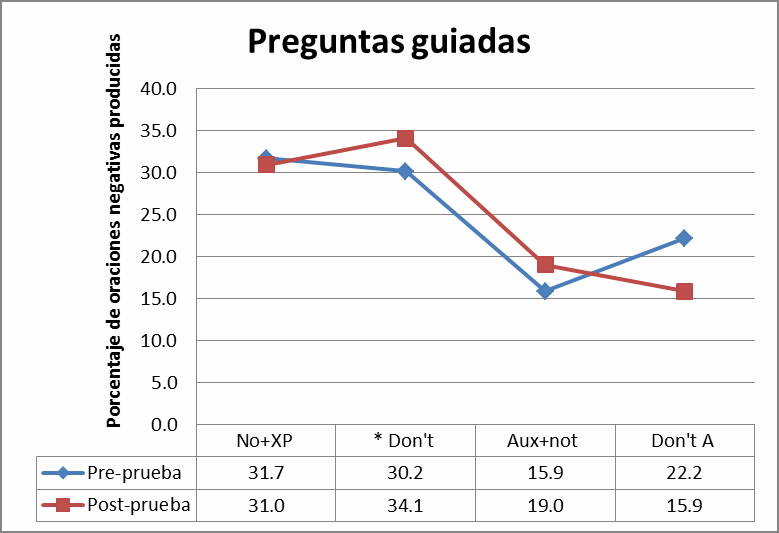 Preguntas guiadas
Porcentaje de oraciones negativas producidas
40.0
35.0
30.0
25.0
20.0
15.0
10.0
5.0
0.0
No+XP * Don't Aux+not Don't A
Pre-prueba 31.7 30.2 15.9 22.2
Post-prueba 31.0 34.1 19.0 15.9